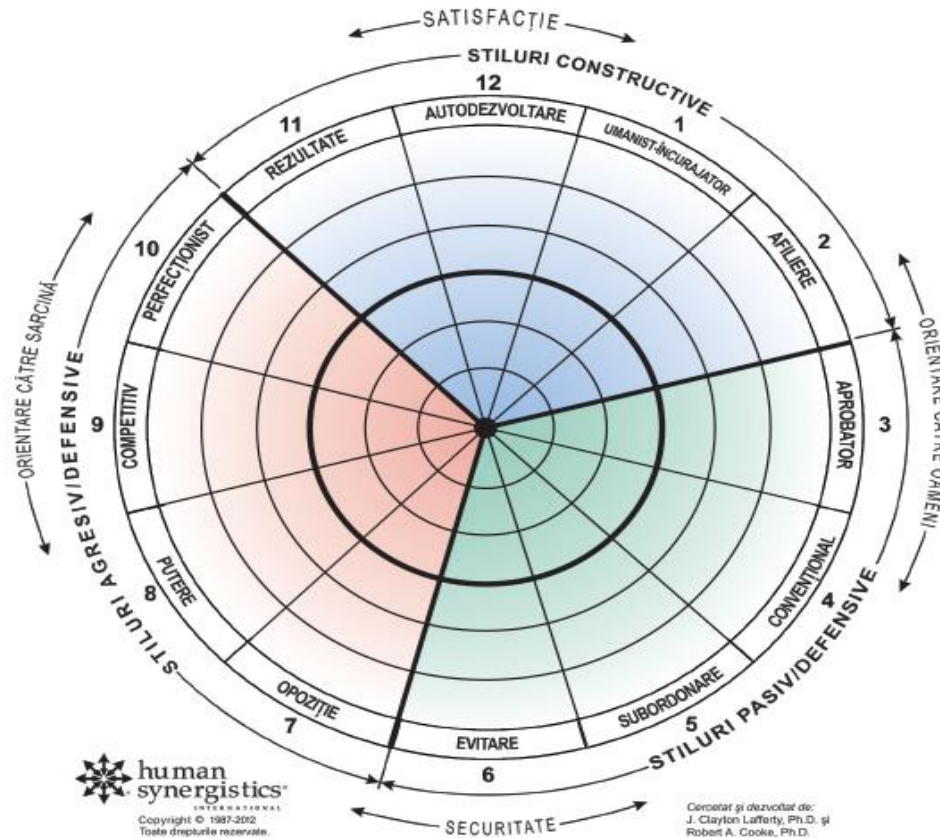 SATISFACȚIE
STILURI CONSTRUCTIVE
12
AUTODEZVOLTARE
11
REZULTATE
1
UMANIST-ÎNCURAJATOR
10
PERFECȚIONIST
2
AFILIERE
ORIENTARE CĂTRE SARCINĂ
ORIENTARE CĂTRE OAMENI
9
COMPETITIV
3
APROBATOR
STILURI AGRESIV/DEFENSIVE
8
PUTERE
4
CONVENȚIONAL
7
OPOZIȚIE
5
SUBORDONARE
6
EVITARE
STILURI PASIV/DEFENSIVE
SECURITATE
human
synergistics®
INTERNATIONAL
Copyright © 1987-2012
Toate drepturile rezervate.
Cercetat și dezvoltat de:
J. Clayton Lafferty, Ph.D. și
Robert A. Cooke, Ph.D.